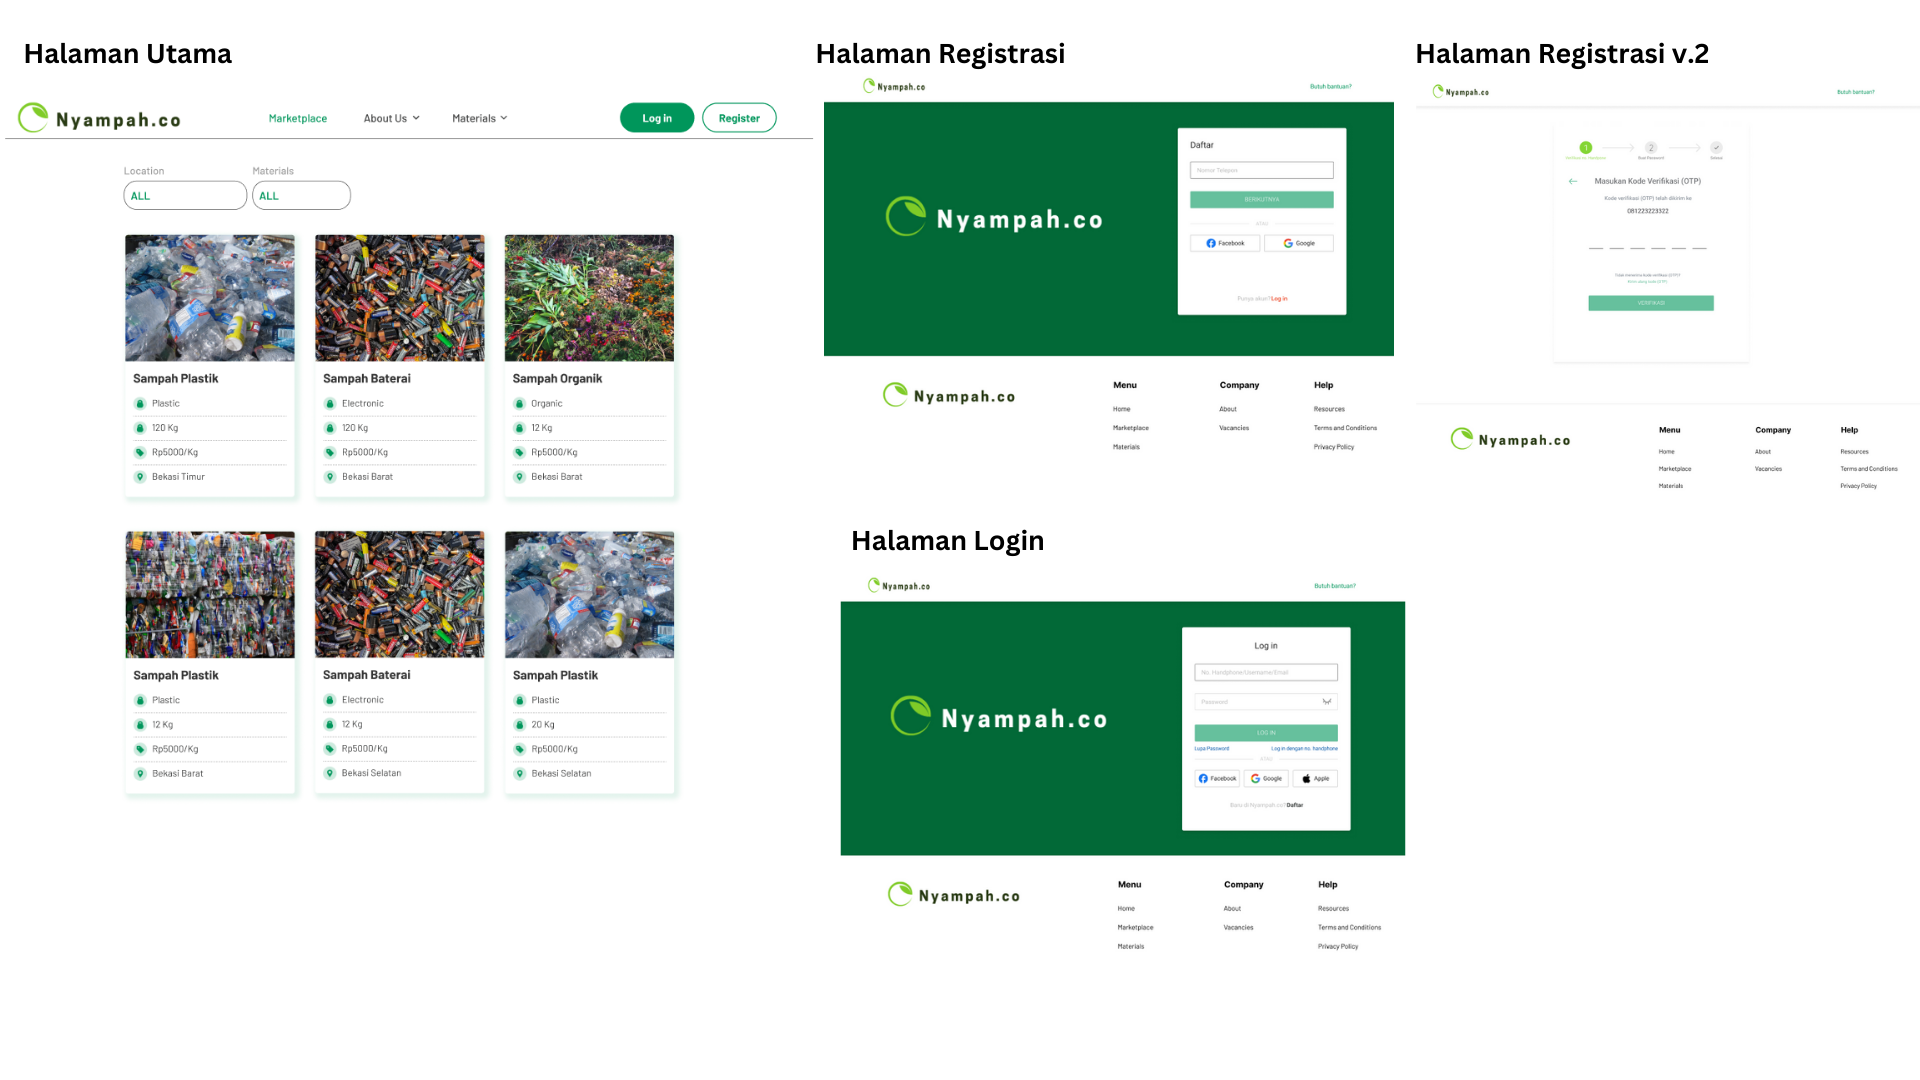 Halaman Utama
Nyampah.co
Marketplace
About Us
Materials
Log in
Register
Location
Materials
ALL
ALL
Sampah Plastik
Plastic
120 Kg
Rp5000/Kg
Bekasi Timur
Sampah Baterai
Electronic
120 Kg
Rp5000/Kg
Bekasi Barat
Sampah Organik
Organic
12 Kg
Rp5000/Kg
Bekasi Barat
Sampah Plastik
Plastic
12 Kg
Rp5000/Kg
Bekasi Barat
Sampah Baterai
Electronic
12 Kg
Rp5000/Kg
Bekasi Selatan
Sampah Plastik
Plastic
20 Kg
Rp5000/Kg
Bekasi Selatan
Halaman Registrasi
Nyampah.co
Butuh bantuan?
Nyampah.co
Daftar
Nomor Telepon
BERIKUTNYA
ATAU
Facebook
Google
Punya akun? Log in
Nyampah.co
Menu
Home
Marketplace
Materials
Company
About
Vacancies
Help
Resources
Terms and Conditions
Privacy Policy
Halaman Registrasi v.2
Nyampah.co
Butuh bantuan?
1
2
Buat Password
Selesai
Masukan Kode Verifikasi (OTP)
Kode verifikasi (OTP) telah dikirim ke
081223223322
VERIFIKASI
Nyampah.co
Menu
Home
Marketplace
Materials
Company
About
Vacancies
Help
Resources
Terms and Conditions
Privacy Policy
Halaman Login
Nyampah.co
Butuh bantuan?
Nyampah.co
Log in
No. Handphone/Username/Email
Password
LOG IN
Lupa Password
Log in dengan no. handphone
ATAU
Facebook
Google
Apple
Baru di Nyampah.co? Daftar
Nyampah.co
Menu
Home
Marketplace
Materials
Company
About
Vacancies
Help
Resources
Terms and Conditions
Privacy Policy